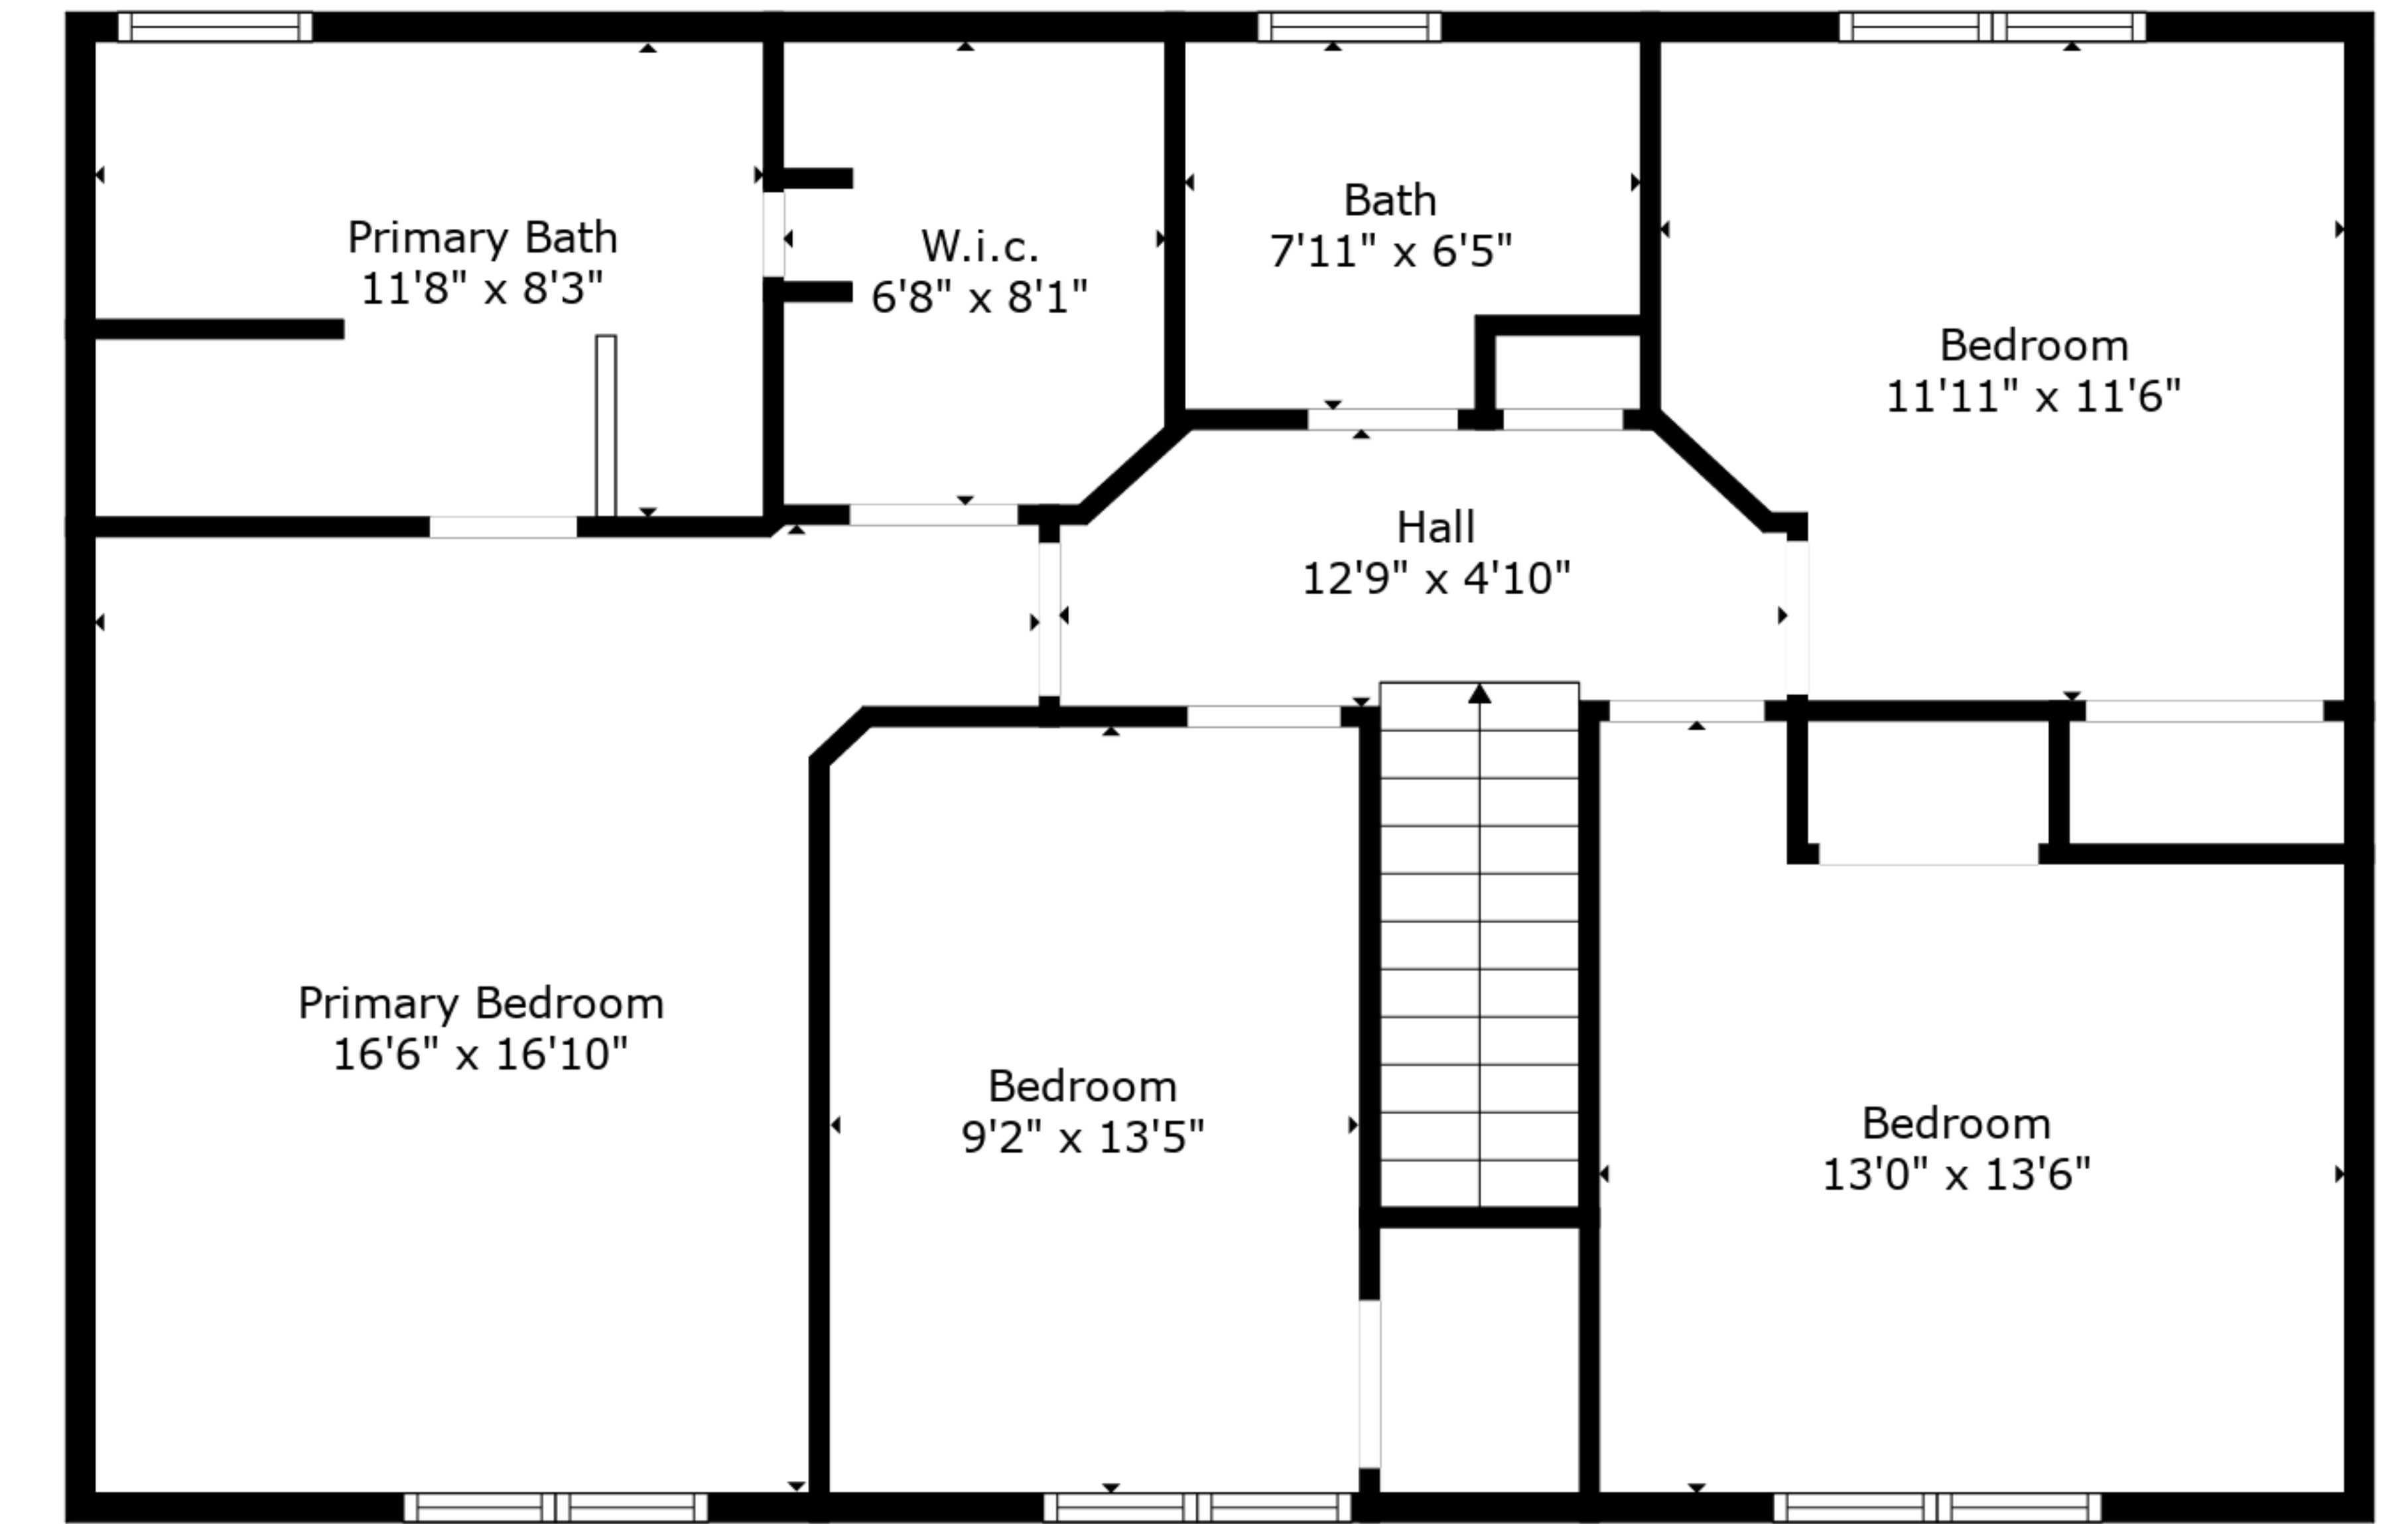 Primary Bath
11'8" x 8'3"
W.i.c.
6'8" x 8'1"
Bath
7'11" x 6'5"
Bedroom
11'11" x 11'6"
Hall
12'9" x 4'10"
Primary Bedroom
16'6" x 16'10"
Bedroom
9'2" x 13'5"
Bedroom
13'0" x 13'6"